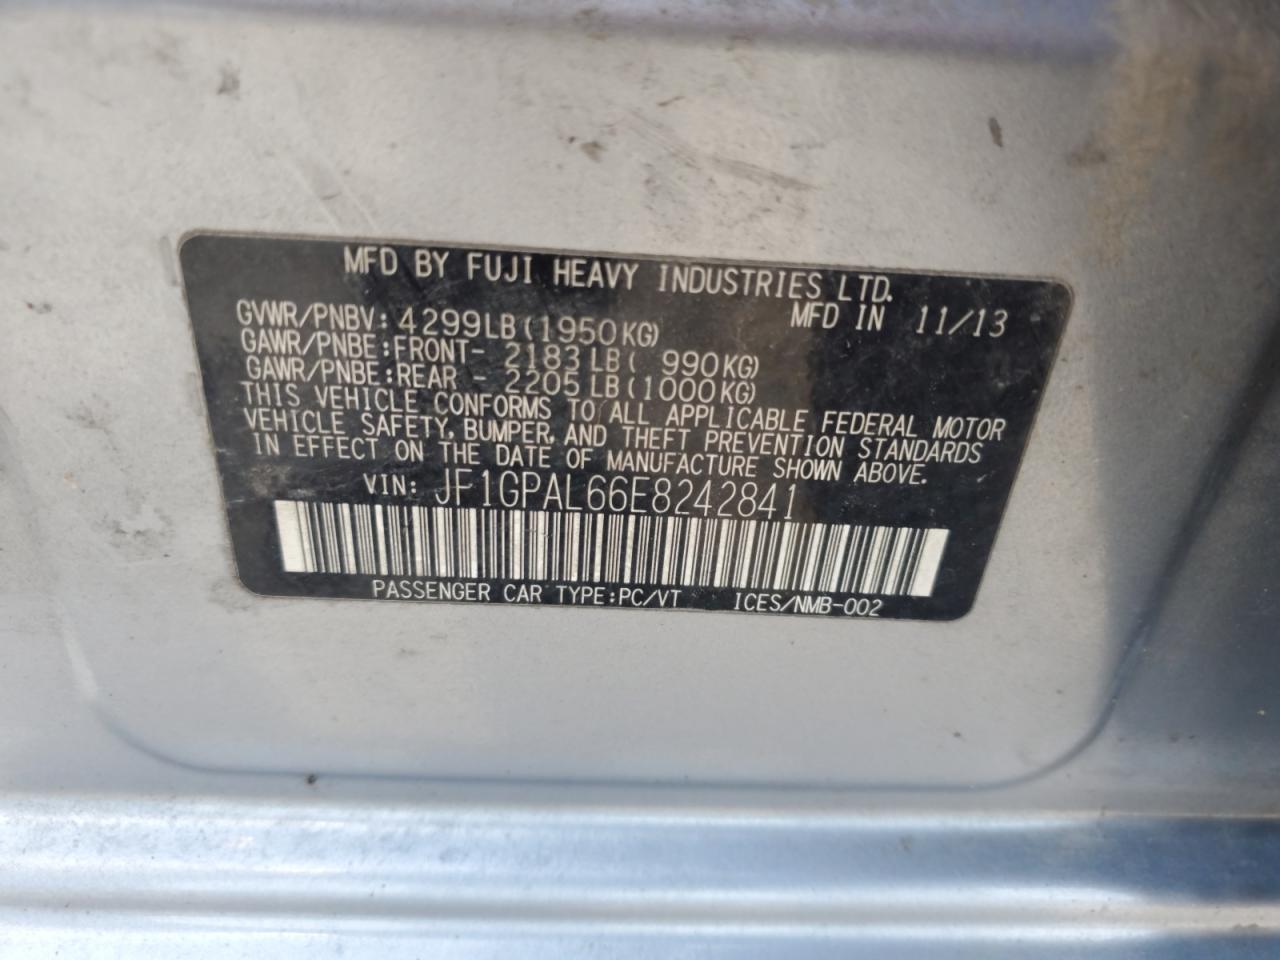 MFD BY FUJI HEAVY INDUSTRIES LTD.
GVWR/PNBV: 4299LB(1950KG) MFD IN 11/13
GAWR/PNBE:FRONT- 2183LB( 990KG)
GAWR/PNBE:REAR - 2205LB(1000KG)
THIS VEHICLE CONFORMS TO ALL APPLICABLE FEDERAL MOTOR
VEHICLE SAFETY, BUMPER, AND THEFT PREVENTION STANDARDS
IN EFFECT ON THE DATE OF MANUFACTURE SHOWN ABOVE.
VIN: JF1GPAL66E8242841
PASSENGER CAR TYPE:PC/VT ICES/NMB-002